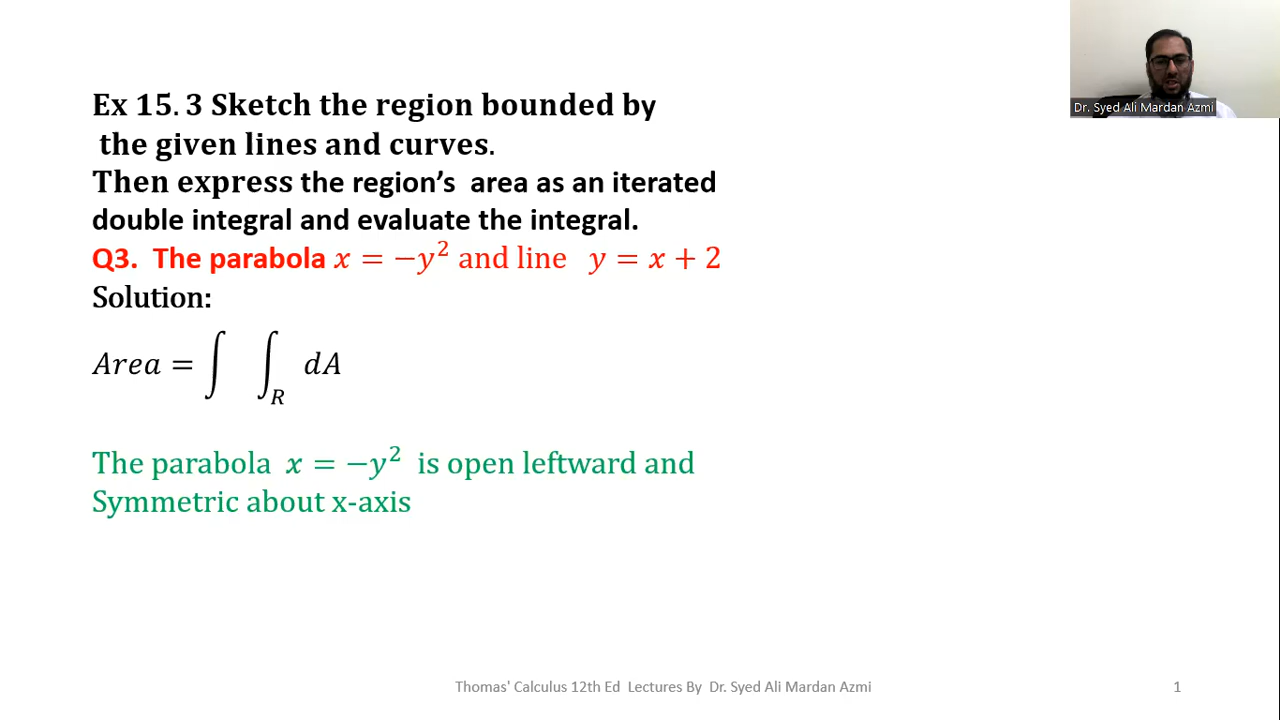 Dr. Syed Ali Mardan Azmi
Ex 15. 3 Sketch the region bounded by
the given lines and curves.
Then express the region's area as an iterated
double integral and evaluate the integral.
Q3. The parabola x = −y² and line y = x + 2
Solution:
Area = ∫ ∫_R dA
The parabola x = −y² is open leftward and
Symmetric about x-axis
Thomas' Calculus 12th Ed Lectures By Dr. Syed Ali Mardan Azmi 1